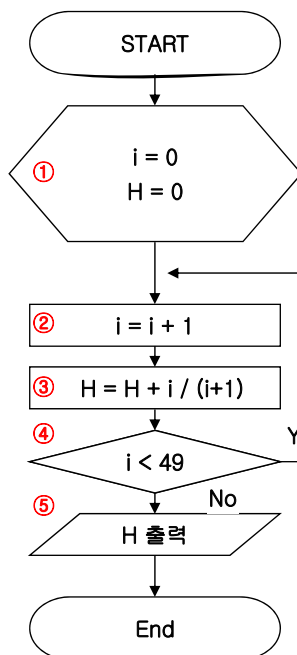 START
① i = 0
H = 0
② i = i + 1
③ H = H + i / (i+1)
④ i < 49
Y
No
⑤ H 출력
End